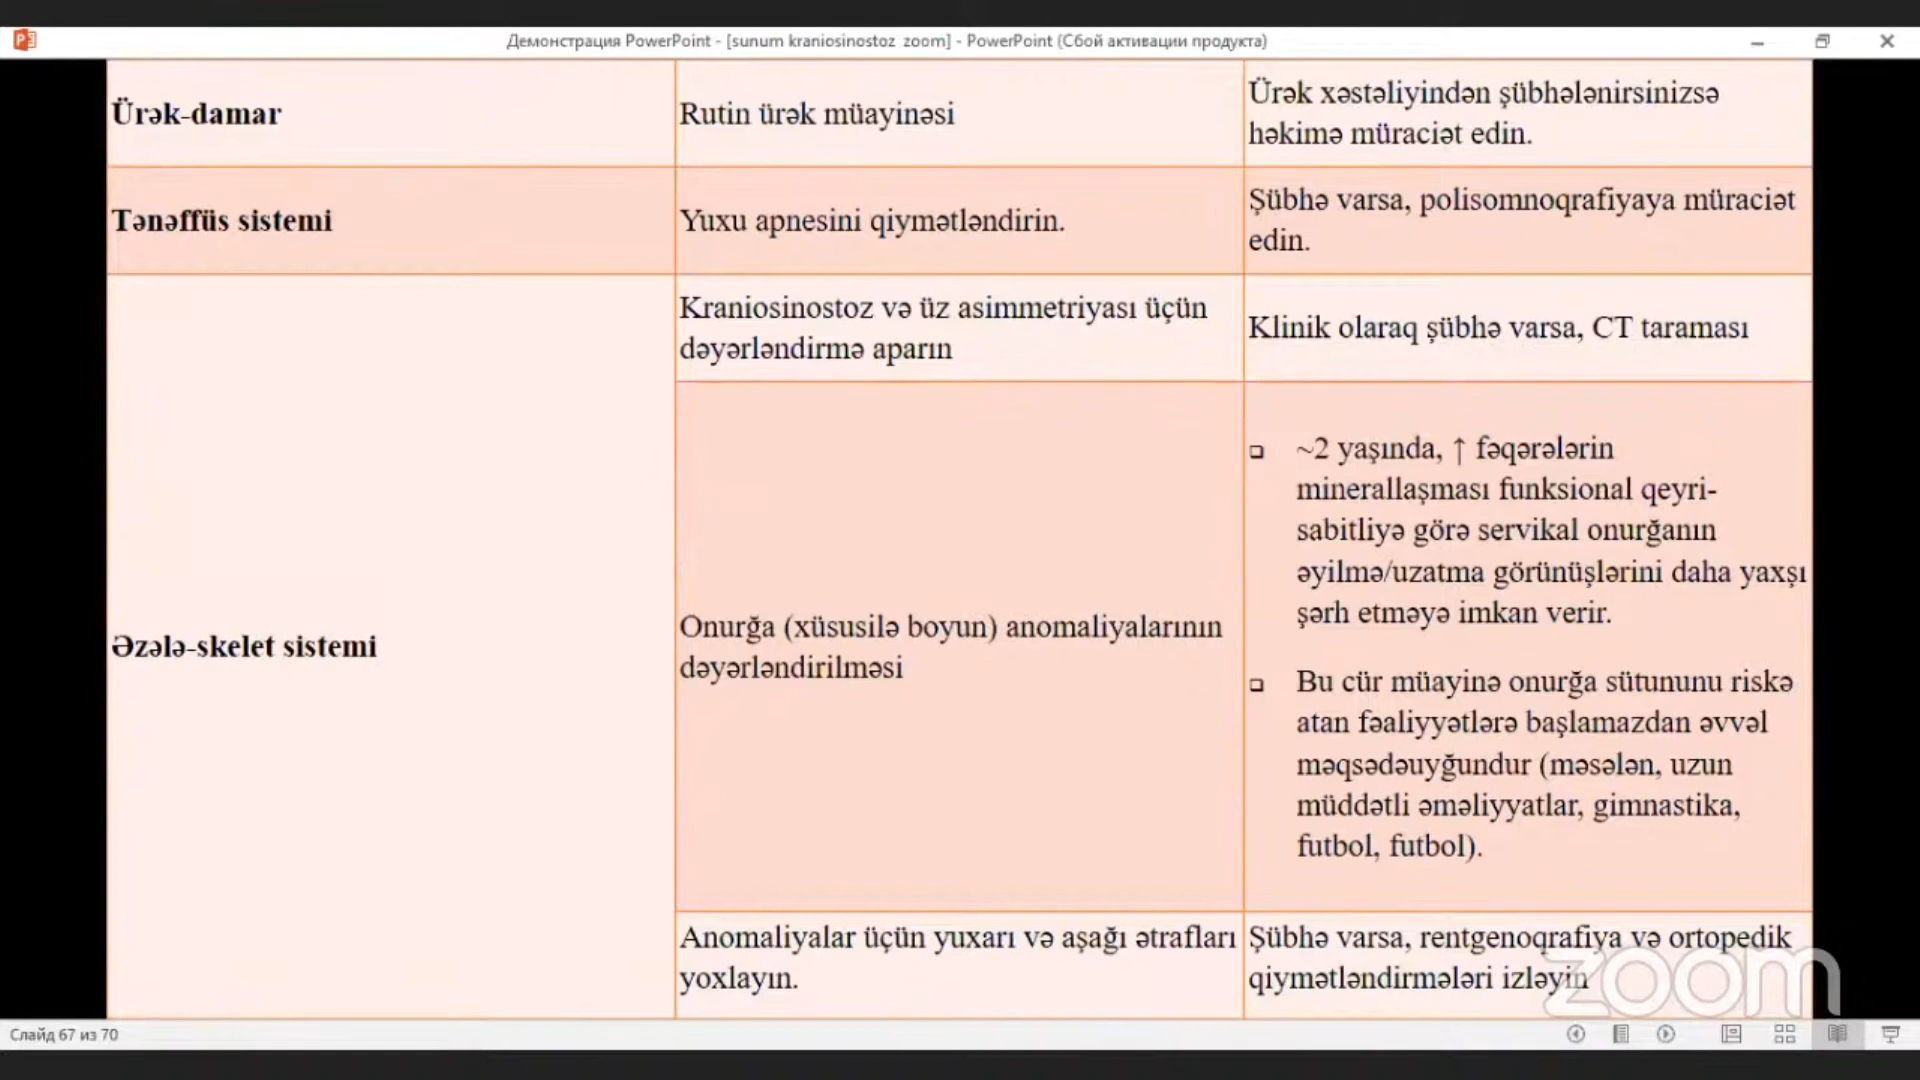 Демонстрация PowerPoint - [sunum kraniosinostoz zoom] - PowerPoint (Сбой активации продукта)
Ürək-damar
Rutin ürək müayinəsi
Ürək xəstəliyindən şübhələnirsinizsə
həkimə müraciət edin.
Tənəffüs sistemi
Yuxu apnesini qiymətləndirin.
Şübhə varsa, polisomnoqrafiyaya müraciət
edin.
Əzələ-skelet sistemi
Kraniosinostoz və üz asimmetriyası üçün
dəyərləndirmə aparın
Klinik olaraq şübhə varsa, CT taraması
Onurğa (xüsusilə boyun) anomaliyalarının
dəyərləndirilməsi
~2 yaşında, ↑ fəqərələrin
minerallaşması funksional qeyri-
sabitliyə görə servikal onurğanın
əyilmə/uzatma görünüşlərini daha yaxşı
şərh etməyə imkan verir.
Bu cür müayinə onurğa sütununu riskə
atan fəaliyyətlərə başlamazdan əvvəl
məqsədəuyğundur (məsələn, uzun
müddətli əməliyyatlar, gimnastika,
futbol, futbol).
Anomaliyalar üçün yuxarı və aşağı ətrafları
yoxlayın.
Şübhə varsa, rentgenoqrafiya və ortopedik
qiymətləndirmələri izləyin
zoom
Слайд 67 из 70